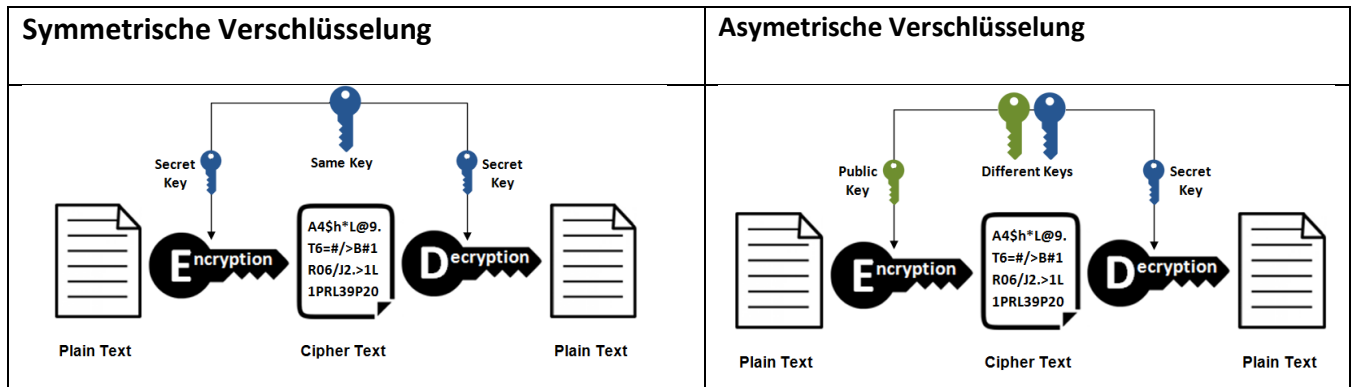 Symmetrische Verschlüsselung
Secret
Key
Same Key
Secret
Key
Encryption
A4$h*L@9.
T6=#/>B#1
R06/J2.>1L
1PRL39P20
Decryption
Plain Text
Cipher Text
Plain Text
Asymetrische Verschlüsselung
Public
Key
Different Keys
Secret
Key
Encryption
A4$h*L@9.
T6=#/>B#1
R06/J2.>1L
1PRL39P20
Decryption
Plain Text
Cipher Text
Plain Text